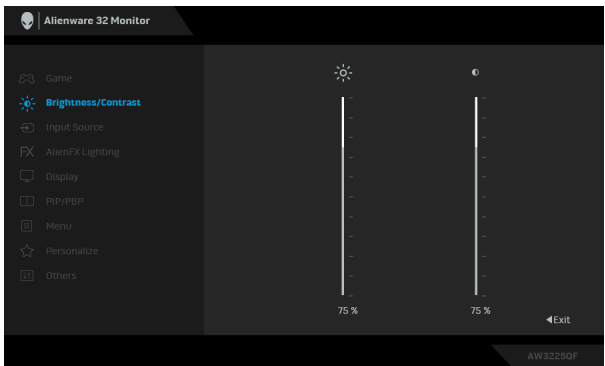 Alienware 32 Monitor
Game
Brightness/Contrast
Input Source
FX AlienFX Lighting
Display
PIP/PBP
Menu
Personalize
Others
75 % 75 %
Exit
AW3225QF